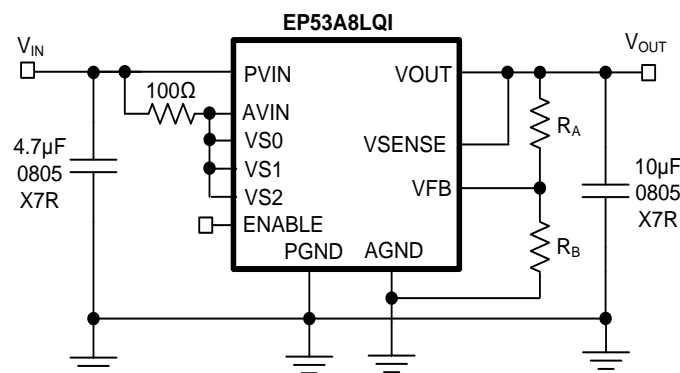 EP53A8LQI
VIN
VOUT
PVIN
VOUT
100Ω
AVIN
VS0
VSENSE
RA
4.7µF
0805
X7R
VS1
VS2
VFB
10µF
0805
X7R
ENABLE
PGND
AGND
RB